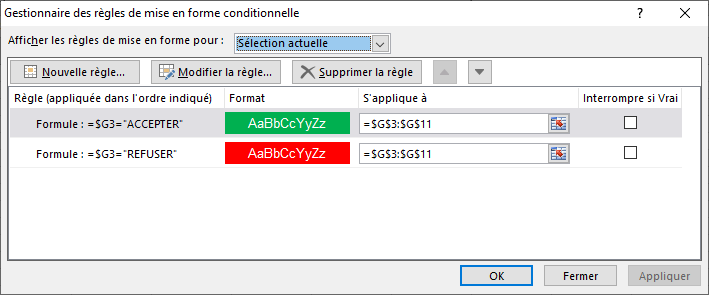 Gestionnaire des règles de mise en forme conditionnelle
Afficher les règles de mise en forme pour : Sélection actuelle
Nouvelle règle... Modifier la règle... Supprimer la règle
Règle (appliquée dans l'ordre indiqué) Format S'applique à Interrompre si Vrai
Formule : =$G3="ACCEPTER" AaBbCcYyZz =$G$3:$G$11
Formule : =$G3="REFUSER" AaBbCcYyZz =$G$3:$G$11
OK Fermer Appliquer